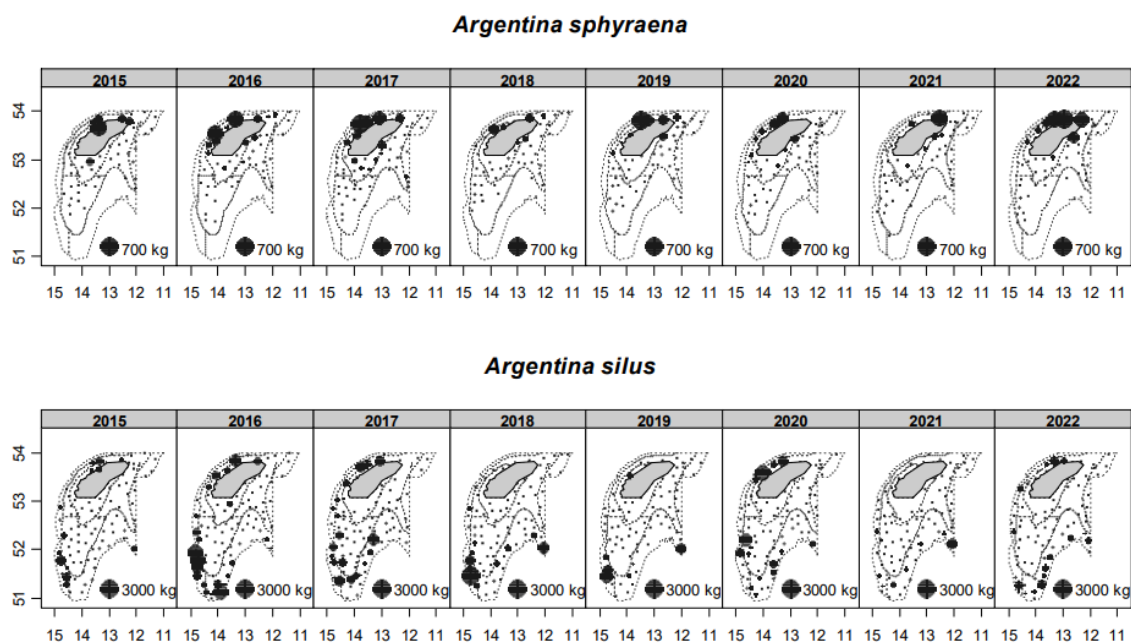 Argentina sphyraena
2015 2016 2017 2018 2019 2020 2021 2022
54
53
52
51
700 kg 700 kg 700 kg 700 kg 700 kg 700 kg 700 kg 700 kg
15 14 13 12 11 15 14 13 12 11 15 14 13 12 11 15 14 13 12 11 15 14 13 12 11 15 14 13 12 11 15 14 13 12 11 15 14 13 12 11
Argentina silus
2015 2016 2017 2018 2019 2020 2021 2022
54
53
52
51
3000 kg 3000 kg 3000 kg 3000 kg 3000 kg 3000 kg 3000 kg 3000 kg
15 14 13 12 11 15 14 13 12 11 15 14 13 12 11 15 14 13 12 11 15 14 13 12 11 15 14 13 12 11 15 14 13 12 11 15 14 13 12 11